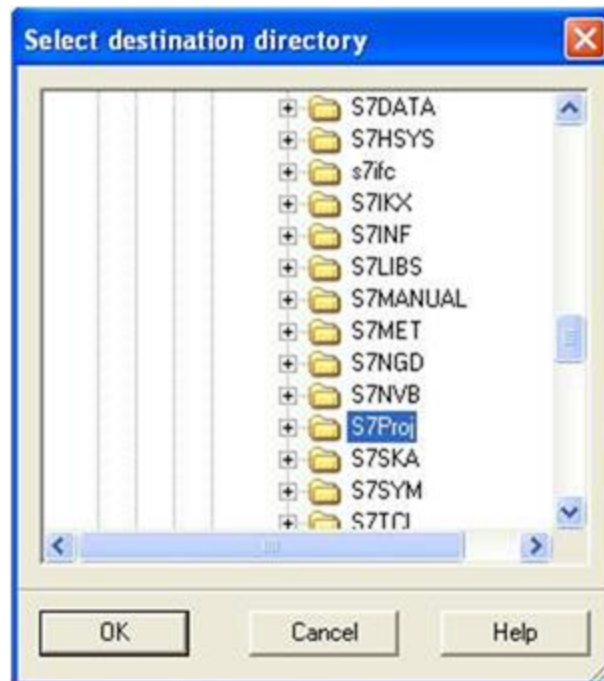 Select destination directory
S7DATA
S7HSYS
s7ifc
S7IKX
S7INF
S7LIBS
S7MANUAL
S7MET
S7NGD
S7NVB
S7Proj
S7SKA
S7SYM
S7TCI
OK Cancel Help